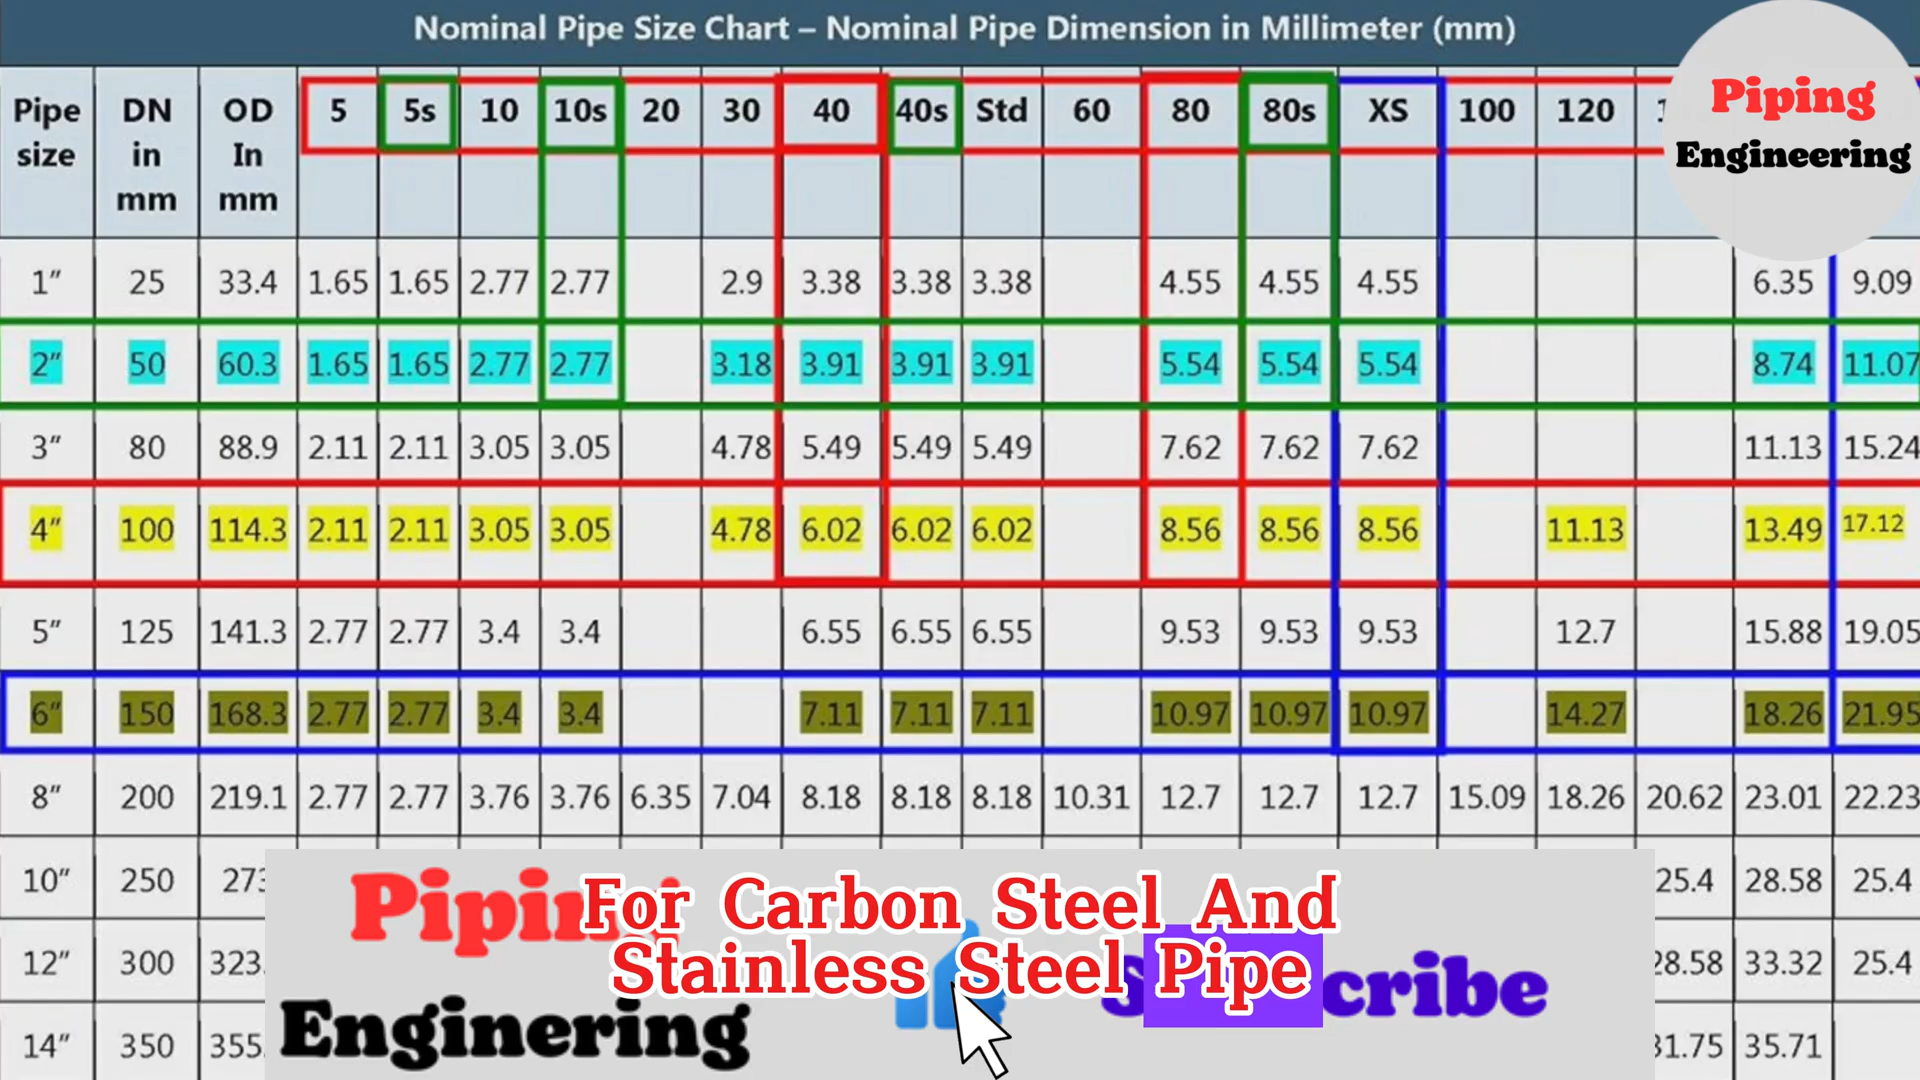 Nominal Pipe Size Chart – Nominal Pipe Dimension in Millimeter (mm)
Piping
Engineering
Pipe size DN in mm OD In mm 5 5s 10 10s 20 30 40 40s Std 60 80 80s XS 100 120
1” 25 33.4 1.65 1.65 2.77 2.77 2.9 3.38 3.38 3.38 4.55 4.55 4.55 6.35 9.09
2” 50 60.3 1.65 1.65 2.77 2.77 3.18 3.91 3.91 3.91 5.54 5.54 5.54 8.74 11.07
3” 80 88.9 2.11 2.11 3.05 3.05 4.78 5.49 5.49 5.49 7.62 7.62 7.62 11.13 15.24
4” 100 114.3 2.11 2.11 3.05 3.05 4.78 6.02 6.02 6.02 8.56 8.56 8.56 11.13 13.49 17.12
5” 125 141.3 2.77 2.77 3.4 3.4 6.55 6.55 6.55 9.53 9.53 9.53 12.7 15.88 19.05
6” 150 168.3 2.77 2.77 3.4 3.4 7.11 7.11 7.11 10.97 10.97 10.97 14.27 18.26 21.95
8” 200 219.1 2.77 2.77 3.76 3.76 6.35 7.04 8.18 8.18 8.18 10.31 12.7 12.7 12.7 15.09 18.26 20.62 23.01 22.23
10” 250 25.4 28.58 25.4
12” 300 28.58 33.32 25.4
14” 350 31.75 35.71
For Carbon Steel And
Stainless Steel Pipe
Enginering